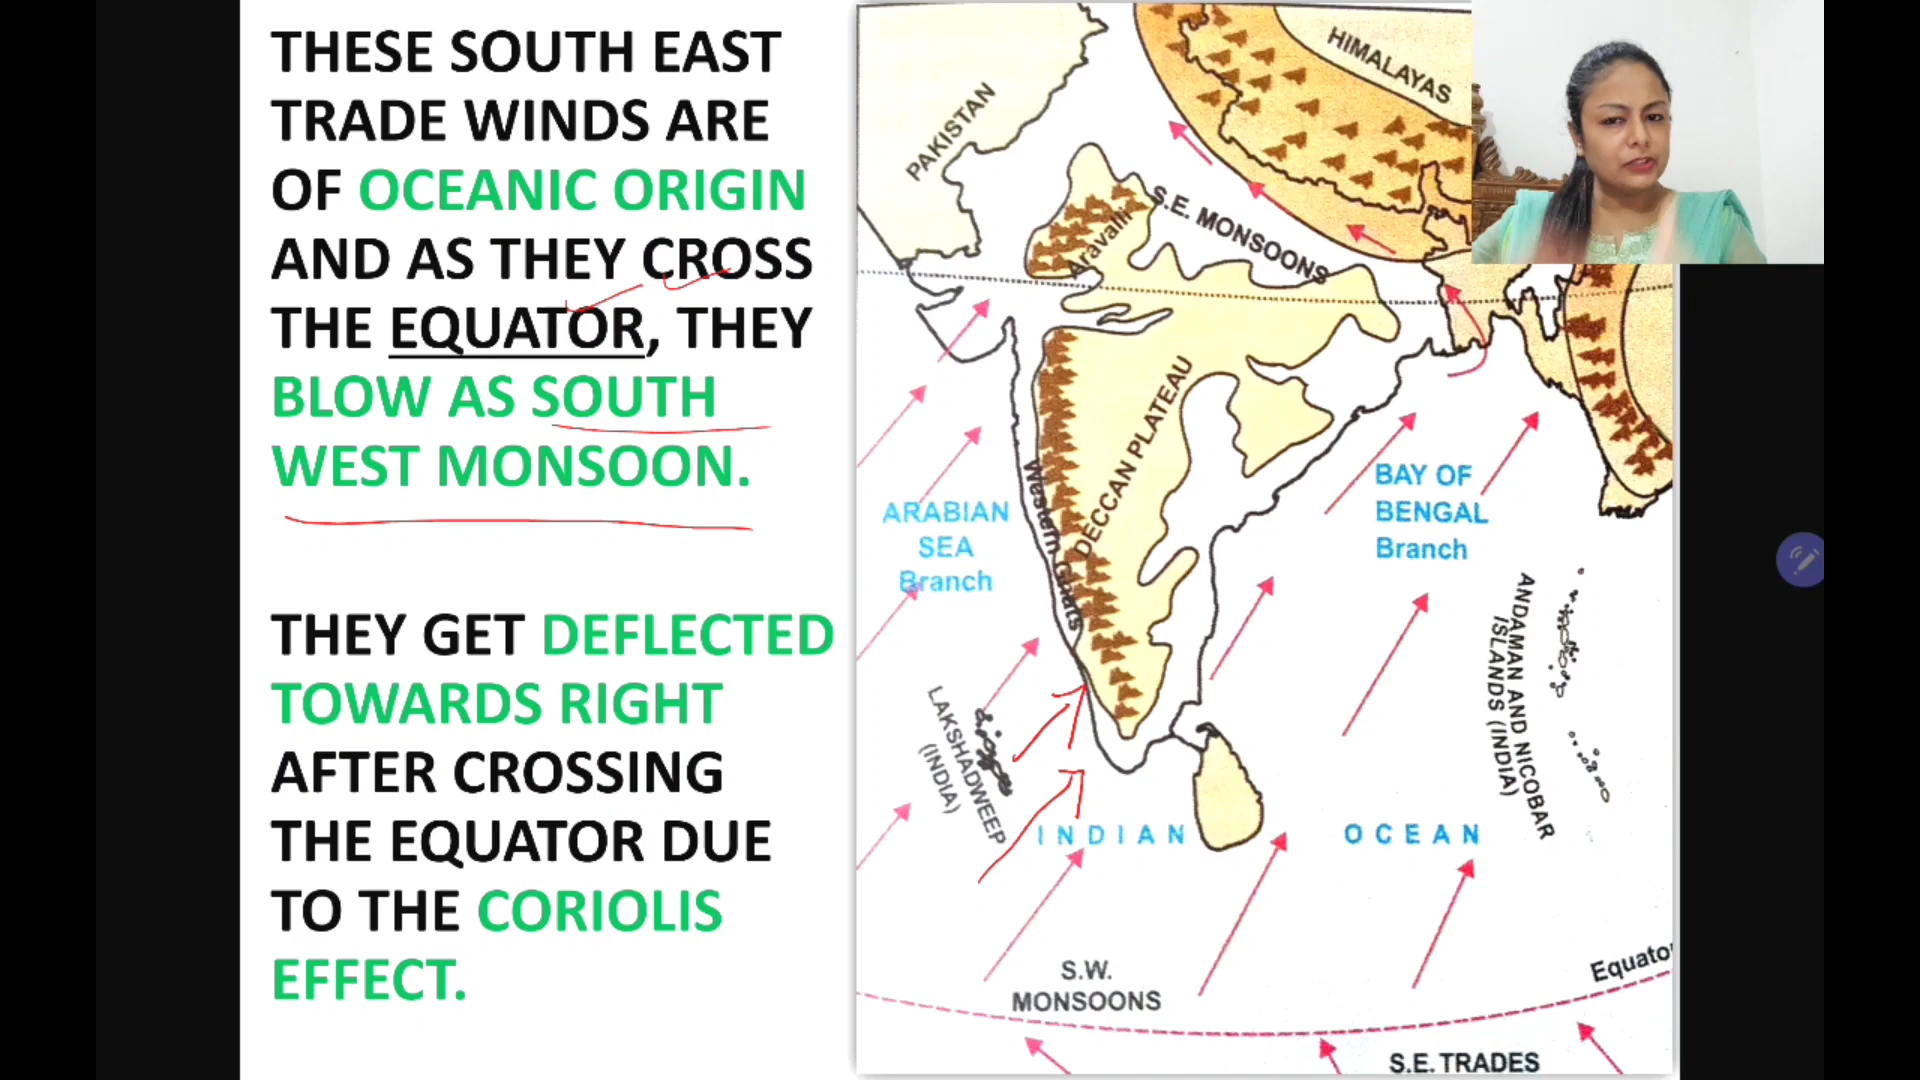 THESE SOUTH EAST
TRADE WINDS ARE
OF OCEANIC ORIGIN
AND AS THEY CROSS
THE EQUATOR, THEY
BLOW AS SOUTH
WEST MONSOON.
THEY GET DEFLECTED
TOWARDS RIGHT
AFTER CROSSING
THE EQUATOR DUE
TO THE CORIOLIS
EFFECT.
HIMALAYAS
PAKISTAN
S.E. MONSOONS
Aravalli
DECCAN PLATEAU
Western Ghats
ARABIAN
SEA
Branch
BAY OF
BENGAL
Branch
ANDAMAN AND NICOBAR
ISLANDS (INDIA)
LAKSHADWEEP
(INDIA)
INDIAN OCEAN
S.W.
MONSOONS
Equato
S.E. TRADES